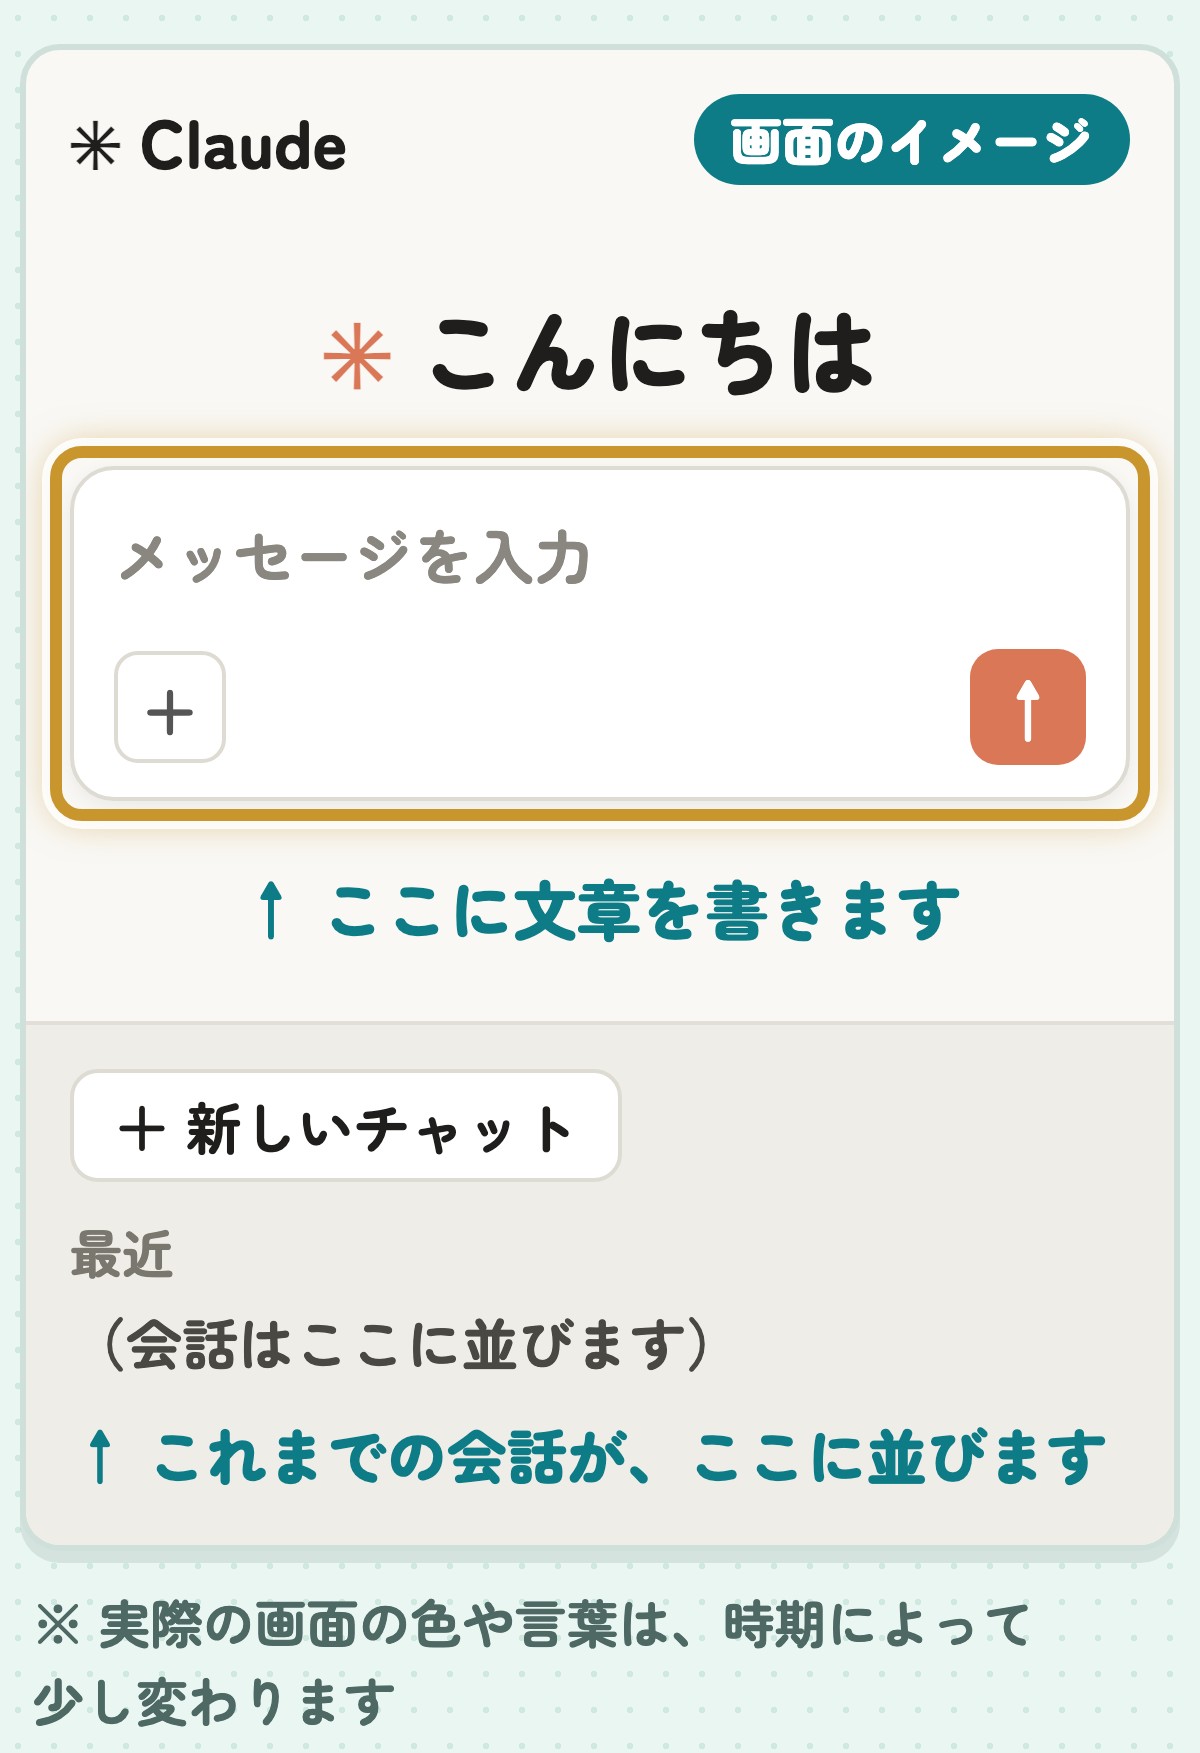 Claude
画面のイメージ
こんにちは
メッセージを入力
+
↑
↑ ここに文章を書きます
+ 新しいチャット
最近
（会話はここに並びます）
↑ これまでの会話が、ここに並びます
※ 実際の画面の色や言葉は、時期によって
少し変わります